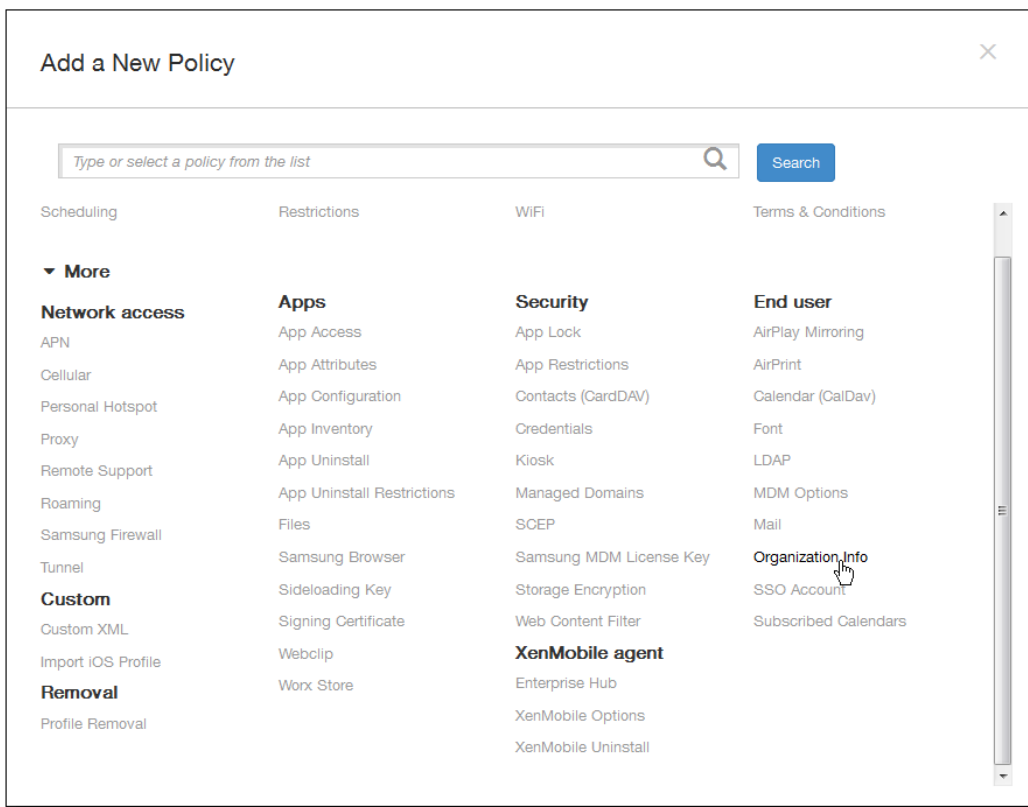 Add a New Policy
Type or select a policy from the list
Search
Scheduling
Restrictions
WiFi
Terms & Conditions
More
Network access
APN
Cellular
Personal Hotspot
Proxy
Remote Support
Roaming
Samsung Firewall
Tunnel
Custom
Custom XML
Import iOS Profile
Removal
Profile Removal
Apps
App Access
App Attributes
App Configuration
App Inventory
App Uninstall
App Uninstall Restrictions
Files
Samsung Browser
Sideloading Key
Signing Certificate
Webclip
Worx Store
Security
App Lock
App Restrictions
Contacts (CardDAV)
Credentials
Kiosk
Managed Domains
SCEP
Samsung MDM License Key
Storage Encryption
Web Content Filter
XenMobile agent
Enterprise Hub
XenMobile Options
XenMobile Uninstall
End user
AirPlay Mirroring
AirPrint
Calendar (CalDav)
Font
LDAP
MDM Options
Mail
Organization Info
SSO Account
Subscribed Calendars